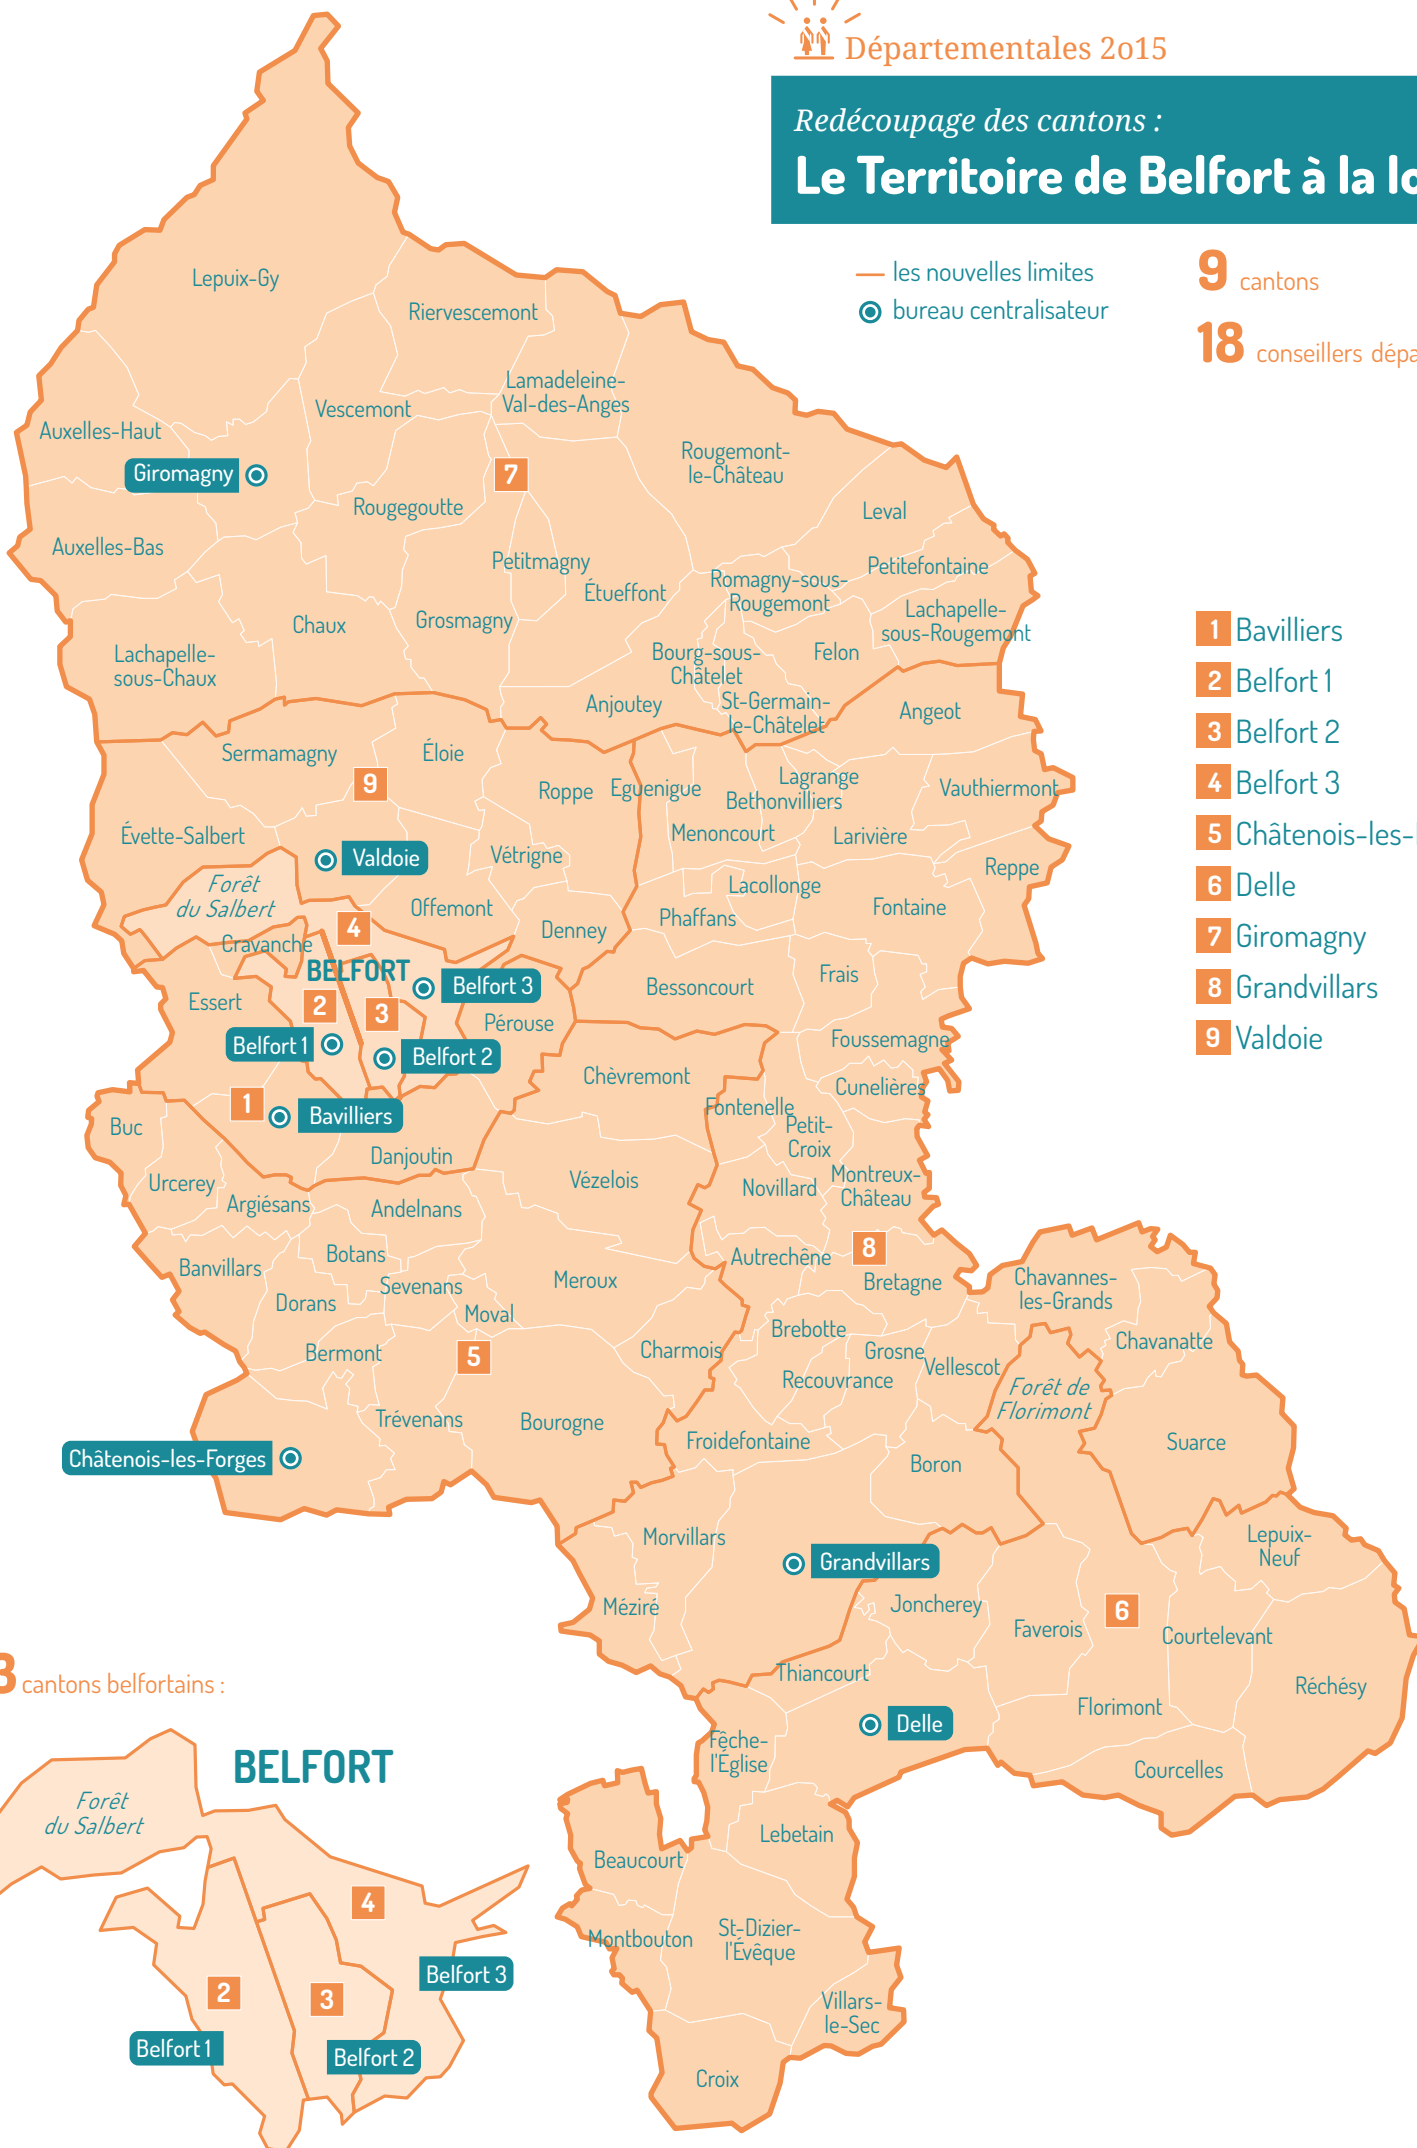 Départementales 2015
Redécoupage des cantons :
Le Territoire de Belfort à la
les nouvelles limites
bureau centralisateur
9 cantons
18 conseillers
1 Bavilliers
2 Belfort 1
3 Belfort 2
4 Belfort 3
5 Châtenois-les-
6 Delle
7 Giromagny
8 Grandvillars
9 Valdoie
Lepuix-Gy
Riervescemont
Lamadeleine-
Val-des-Anges
Vescemont
Auxelles-Haut
Rougemont-
le-Château
Giromagny
7
Rougegoutte
Leval
Auxelles-Bas
Petitmagny
Petitefontaine
Étueffont
Romagny-sous-
Rougemont
Lachapelle-
sous-Rougemont
Chaux
Grosmagny
Lachapelle-
sous-Chaux
Bourg-sous-
Châtelet
Felon
Anjoutey
St-Germain-
le-Châtelet
Angeot
Sermamagny
Éloie
9
Roppe
Eguenigue
Lagrange
Bethonvilliers
Vauthiermont
Évette-Salbert
Menoncourt
Larivière
Valdoie
Vétrigne
Reppe
Forêt
du Salbert
Lacollonge
Offemont
Phaffans
Fontaine
4
Denney
Cravanche
BELFORT
Frais
Belfort 3
Bessoncourt
Essert
2
3
Pérouse
Foussemagne
Belfort 1
Belfort 2
Chèvremont
Cunelières
1
Bavilliers
Fontenelle
Buc
Petit-
Croix
Danjoutin
Urcerey
Vézelois
Novillard
Montreux-
Château
Argiésans
Andelnans
Botans
Autrechêne
8
Banvillars
Sevenans
Meroux
Bretagne
Chavannes-
les-Grands
Dorans
Moval
Brebotte
Chavanatte
Bermont
5
Charmois
Grosne
Vellescot
Recouvrance
Forêt de
Florimont
Trévenans
Bourogne
Froidefontaine
Suarce
Châtenois-les-Forges
Boron
Morvillars
Lepuix-
Neuf
Grandvillars
Méziré
Joncherey
6
Faverois
Courtelevant
Thiancourt
Réchésy
Florimont
Delle
Fêche-
l'Église
Courcelles
Lebetain
Beaucourt
Montbouton
St-Dizier-
l'Évêque
Villars-
le-Sec
Croix
3 cantons belfortains :
BELFORT
Forêt
du Salbert
4
Belfort 3
2
3
Belfort 1
Belfort 2